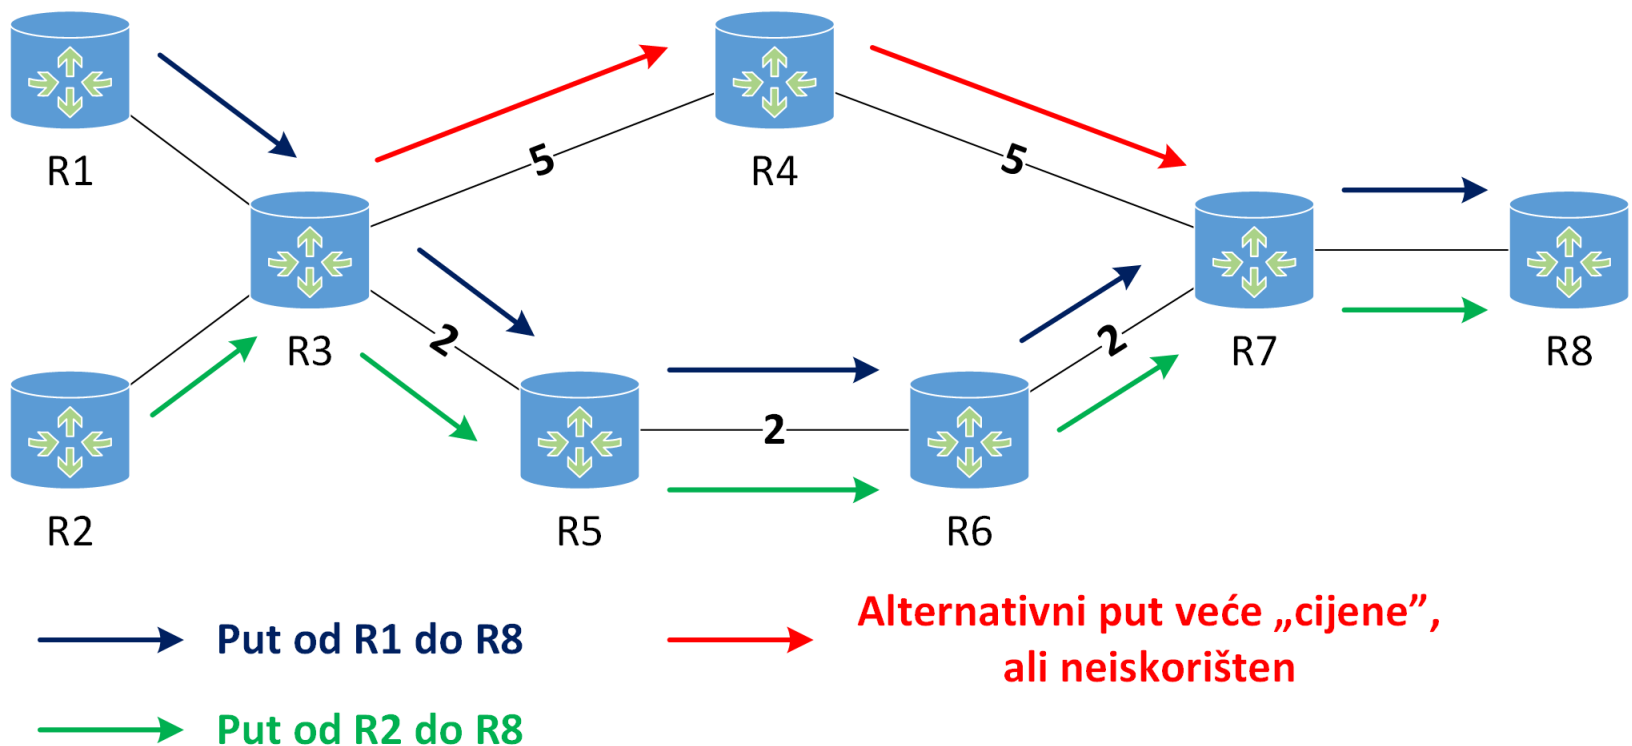 R1
R4
5
5
R3
R7
R8
2
2
2
R2
R5
R6
Put od R1 do R8
Alternativni put veće „cijene”,
ali neiskorišten
Put od R2 do R8